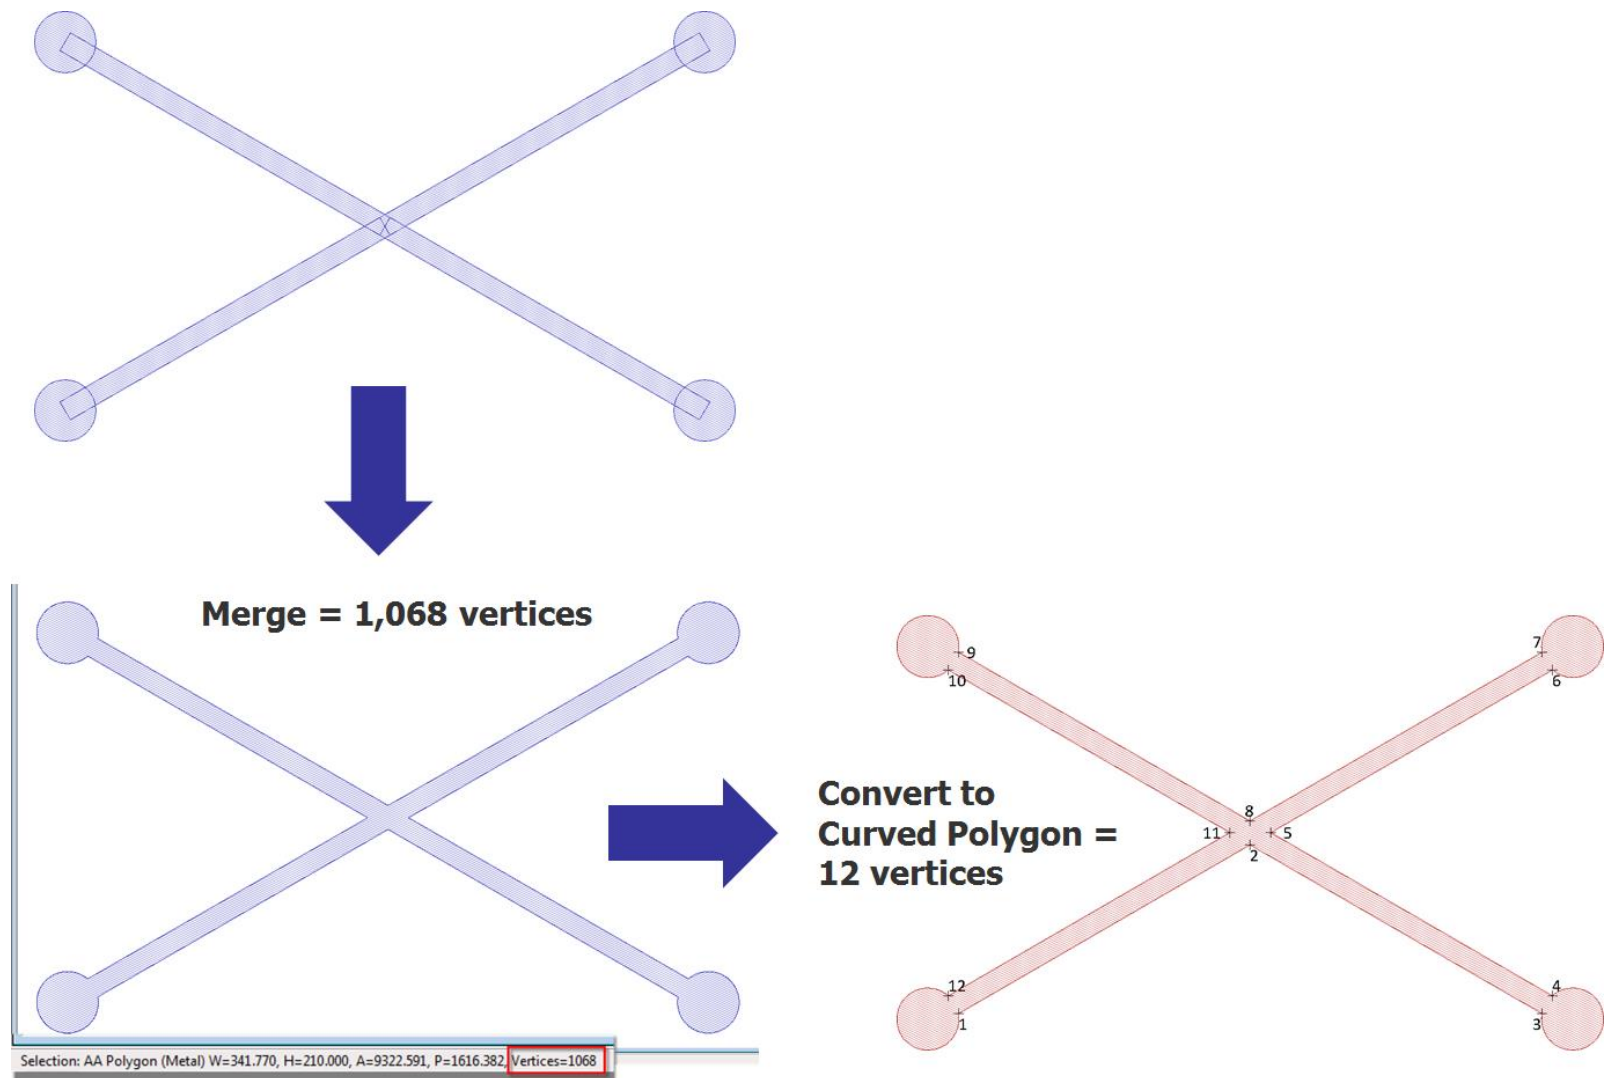 Merge = 1,068 vertices
Selection: AA Polygon (Metal) W=341.770, H=210.000, A=9322.591, P=1616.382, Vertices=1068
Convert to
Curved Polygon =
12 vertices
9
7
10
6
8
11
5
2
12
4
1
3